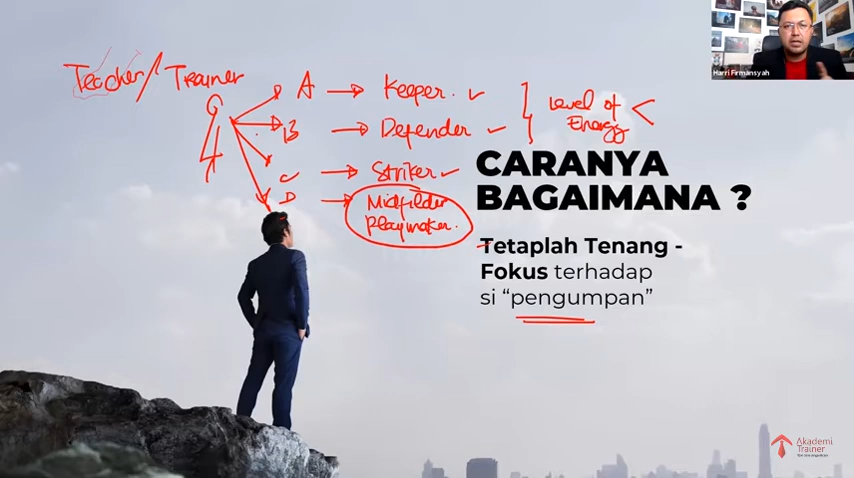 Harri Firmansyah
Teacher/Trainer
A → Keeper. ✓
B → Defender ✓
C → Striker ✓
D → Midfilder
playmaker.
Level of
Energy <
CARANYA
BAGAIMANA ?
Tetaplah Tenang -
Fokus terhadap
si “pengumpan”
Akademi
Trainer